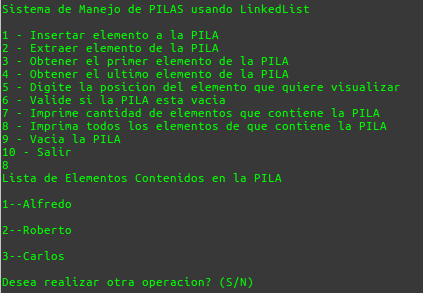 Sistema de Manejo de PILAS usando LinkedList
1 - Insertar elemento a la PILA
2 - Extraer elemento de la PILA
3 - Obtener el primer elemento de la PILA
4 - Obtener el ultimo elemento de la PILA
5 - Digite la posicion del elemento que quiere visualizar
6 - Valide si la PILA esta vacia
7 - Imprime cantidad de elementos que contiene la PILA
8 - Imprima todos los elementos de que contiene la PILA
9 - Vacia la PILA
10 - Salir
8
Lista de Elementos Contenidos en la PILA
1--Alfredo
2--Roberto
3--Carlos
Desea realizar otra operacion? (S/N)